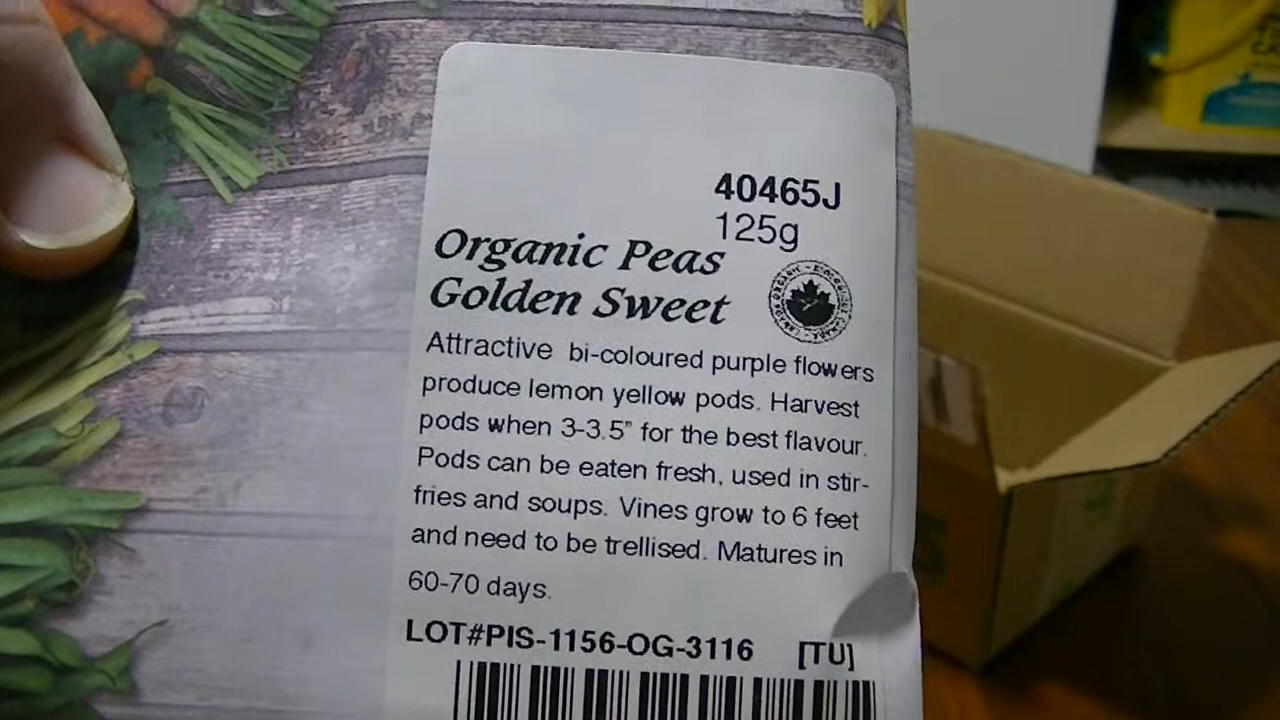 40465J
125g
Organic Peas
Golden Sweet
Attractive bi-coloured purple flowers
produce lemon yellow pods. Harvest
pods when 3-3.5" for the best flavour.
Pods can be eaten fresh, used in stir-
fries and soups. Vines grow to 6 feet
and need to be trellised. Matures in
60-70 days.
LOT#PIS-1156-OG-3116 [TU]